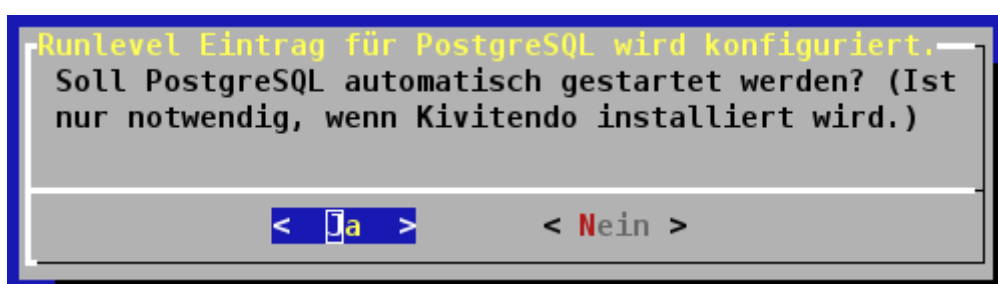 Runlevel Eintrag für PostgreSQL wird konfiguriert.
Soll PostgreSQL automatisch gestartet werden? (Ist
nur notwendig, wenn Kivitendo installiert wird.)
< Ja > < Nein >